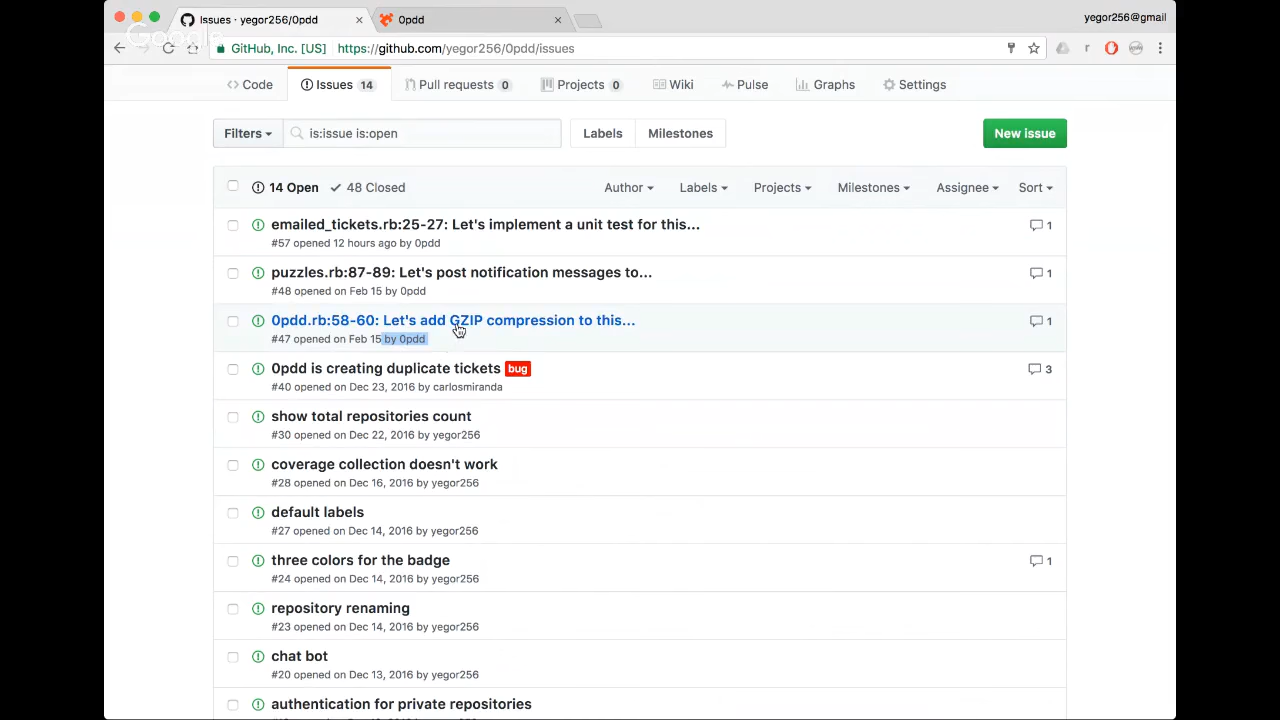 Issues · yegor256/0pdd
0pdd
yegor256@gmail
Google
GitHub, Inc. [US]
https://github.com/yegor256/0pdd/issues
Code
Issues 14
Pull requests 0
Projects 0
Wiki
Pulse
Graphs
Settings
Filters
is:issue is:open
Labels
Milestones
New issue
14 Open
48 Closed
Author
Labels
Projects
Milestones
Assignee
Sort
emailed_tickets.rb:25-27: Let's implement a unit test for this...
1
#57 opened 12 hours ago by 0pdd
puzzles.rb:87-89: Let's post notification messages to...
1
#48 opened on Feb 15 by 0pdd
0pdd.rb:58-60: Let's add GZIP compression to this...
1
#47 opened on Feb 15 by 0pdd
0pdd is creating duplicate tickets bug
3
#40 opened on Dec 23, 2016 by carlosmiranda
show total repositories count
#30 opened on Dec 22, 2016 by yegor256
coverage collection doesn't work
#28 opened on Dec 16, 2016 by yegor256
default labels
#27 opened on Dec 14, 2016 by yegor256
three colors for the badge
1
#24 opened on Dec 14, 2016 by yegor256
repository renaming
#23 opened on Dec 14, 2016 by yegor256
chat bot
#20 opened on Dec 13, 2016 by yegor256
authentication for private repositories